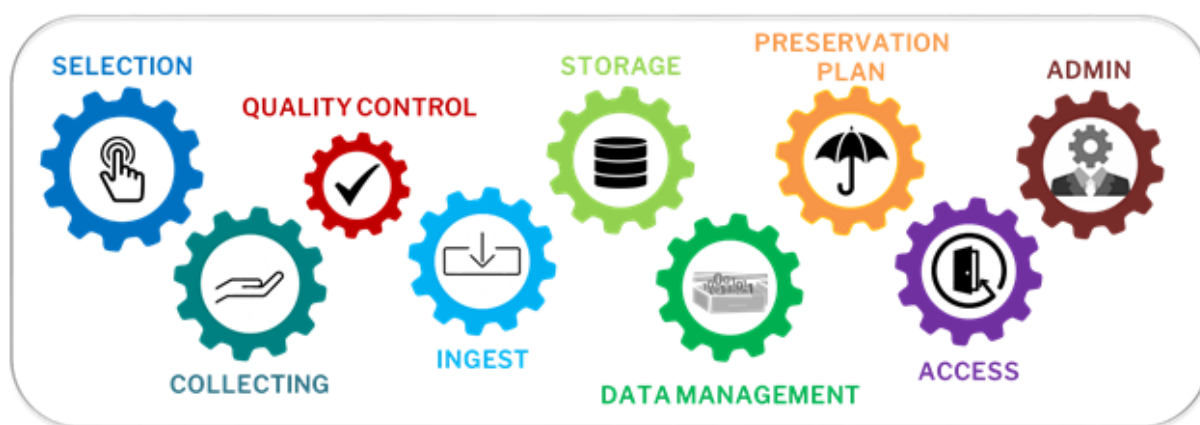 SELECTION
COLLECTING
QUALITY CONTROL
INGEST
STORAGE
DATA MANAGEMENT
PRESERVATION
PLAN
ACCESS
ADMIN